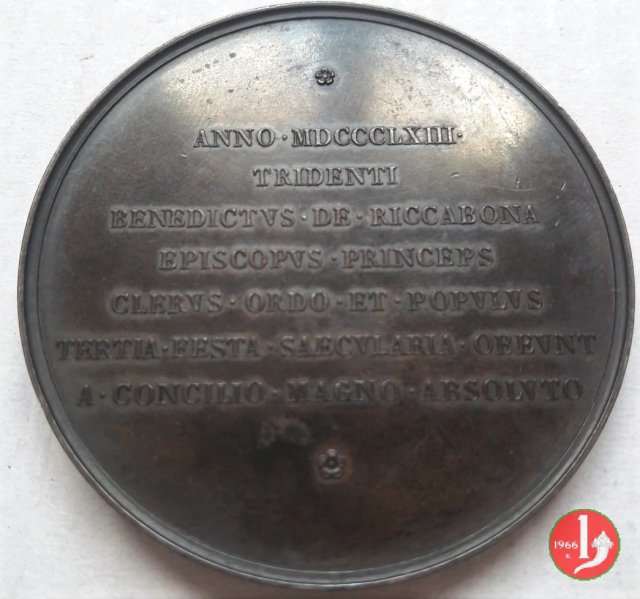 ANNO·MDCCCLXIII·
TRIDENTI
BENEDICTVS·DE·RICCABONA
EPISCOPVS·PRINCEPS
CLERVS·ORDO·ET·POPVLVS
TERTIA·FESTA·SAECVLARIA·OBEVNT
A·CONCILIO·MAGNO·ABSOLVTO
1966